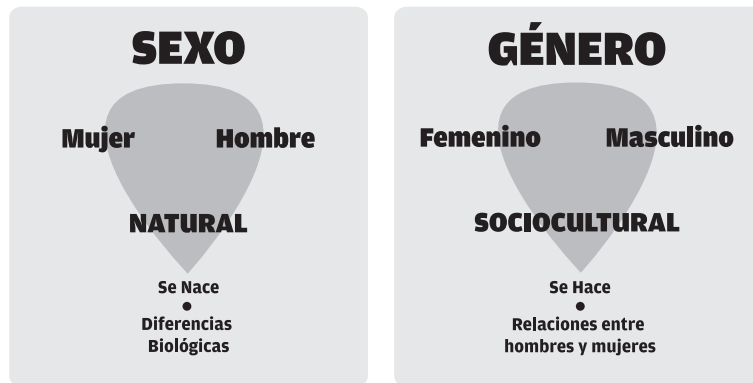 SEXO
Mujer
Hombre
NATURAL
Se Nace
Diferencias
Biológicas
GÉNERO
Femenino
Masculino
SOCIOCULTURAL
Se Hace
Relaciones entre
hombres y mujeres